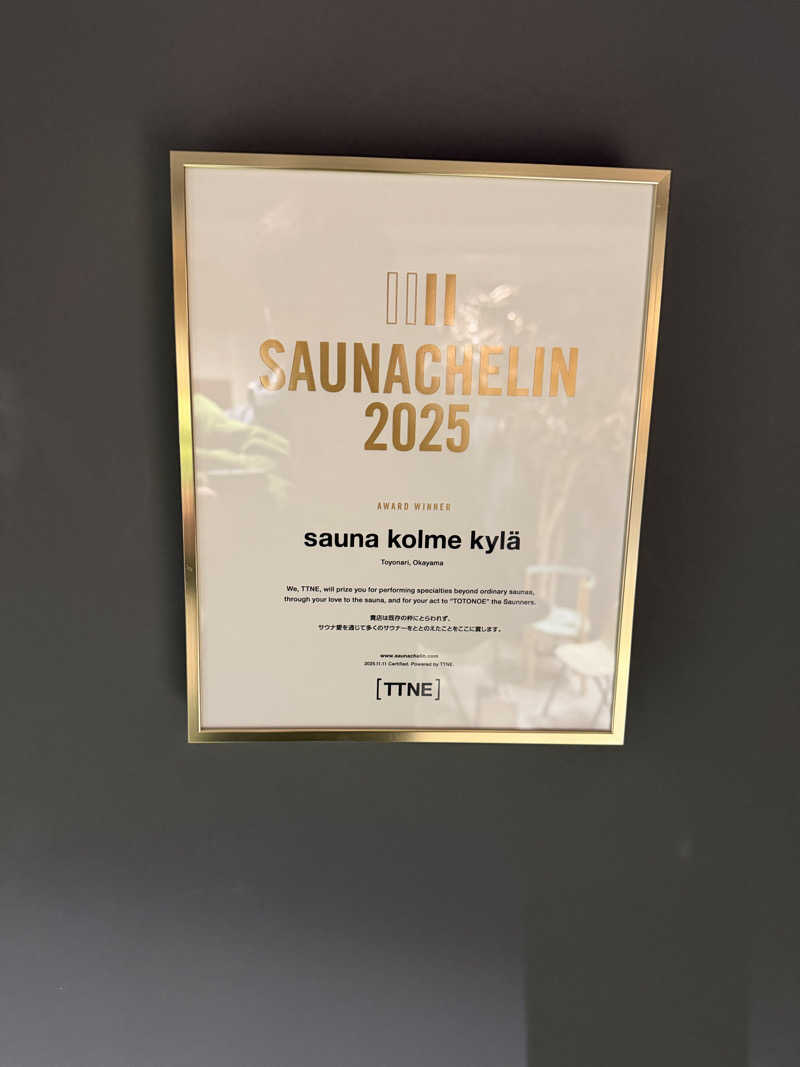 SAUNACHELIN
2025
AWARD WINNER
sauna kolme kylä
Toyonari, Okayama
We, TTNE, will prize you for performing specialties beyond ordinary saunas,
through your love to the sauna, and for your act to "TOTONOE" the Saunners.
貴店は既存の枠にとらわれず、
サウナ愛を通じて多くのサウナーをととのえたことをここに賞します。
www.saunachelin.com
2025.11.11 Certified. Powered by TTNE.
[TTNE]